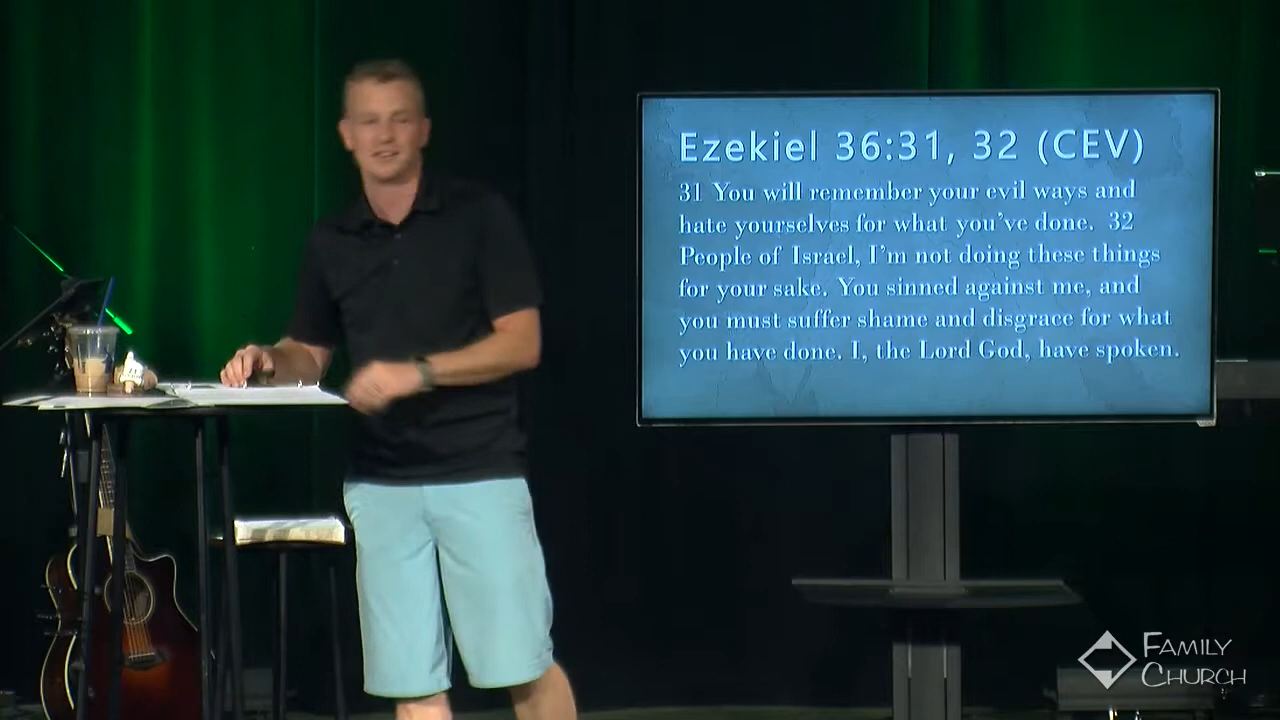 Ezekiel 36:31, 32 (CEV)
31 You will remember your evil ways and
hate yourselves for what you've done. 32
People of Israel, I'm not doing these things
for your sake. You sinned against me, and
you must suffer shame and disgrace for what
you have done. I, the Lord God, have spoken.
FAMILY
CHURCH